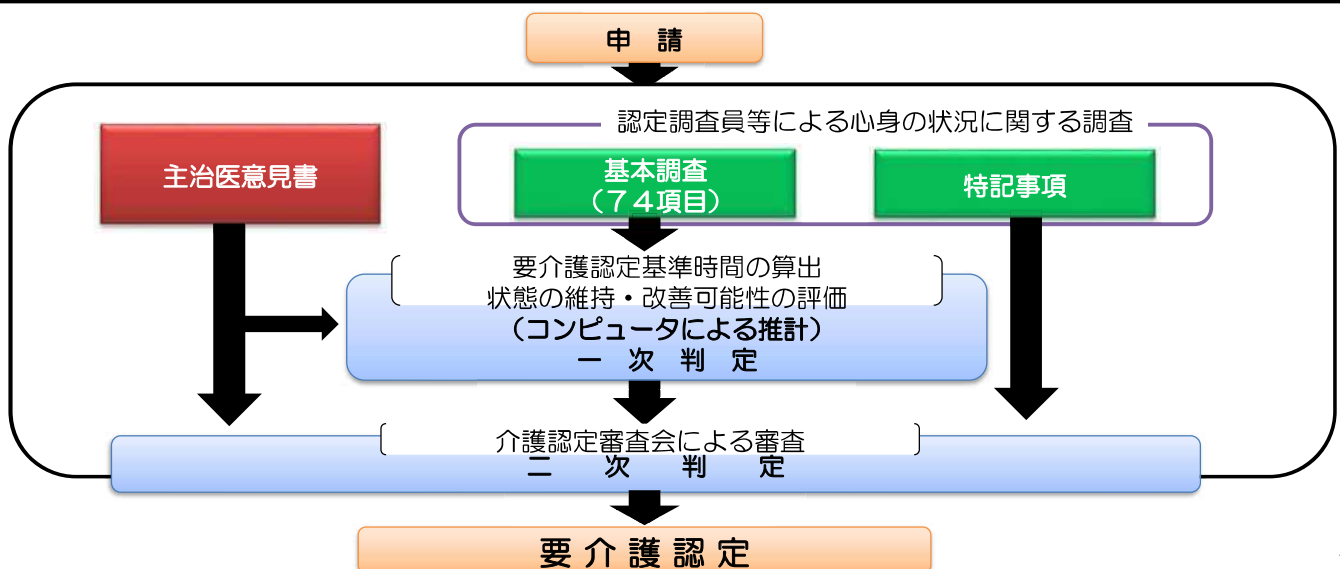 申 請
認定調査員等による心身の状況に関する調査
主治医意見書
基本調査
（７４項目）
特記事項
要介護認定基準時間の算出
状態の維持・改善可能性の評価
（コンピュータによる推計）
一 次 判 定
介護認定審査会による審査
二 次 判 定
要 介 護 認 定